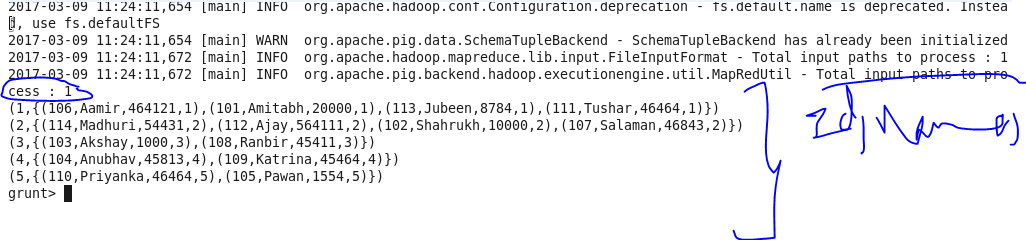 2017-03-09 11:24:11,654 [main] INFO  org.apache.hadoop.conf.Configuration.deprecation - fs.default.name is deprecated. Instea
d, use fs.defaultFS
2017-03-09 11:24:11,654 [main] WARN  org.apache.pig.data.SchemaTupleBackend - SchemaTupleBackend has already been initialized
2017-03-09 11:24:11,672 [main] INFO  org.apache.hadoop.mapreduce.lib.input.FileInputFormat - Total input paths to process : 1
2017-03-09 11:24:11,672 [main] INFO  org.apache.pig.backend.hadoop.executionengine.util.MapRedUtil - Total input paths to pro
cess : 1
(1,{(106,Aamir,464121,1),(101,Amitabh,20000,1),(113,Jubeen,8784,1),(111,Tushar,46464,1)})
(2,{(114,Madhuri,54431,2),(112,Ajay,564111,2),(102,Shahrukh,10000,2),(107,Salaman,46843,2)})
(3,{(103,Akshay,1000,3),(108,Ranbir,45411,3)})
(4,{(104,Anubhav,45813,4),(109,Katrina,45464,4)})
(5,{(110,Priyanka,46464,5),(105,Pawan,1554,5)})
grunt>